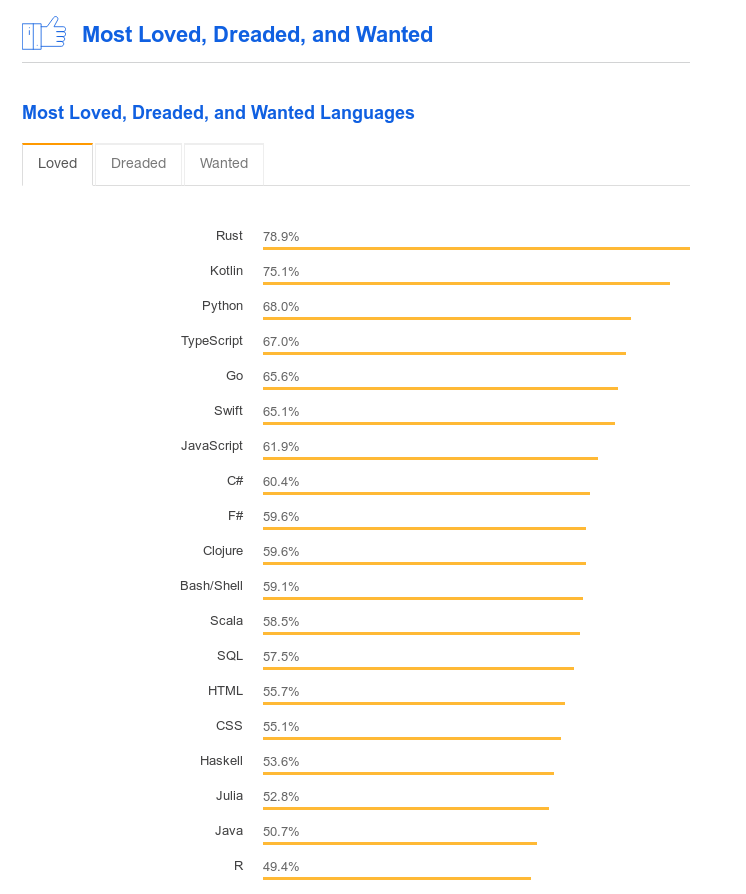 Most Loved, Dreaded, and Wanted
Most Loved, Dreaded, and Wanted Languages
Loved Dreaded Wanted
Rust 78.9%
Kotlin 75.1%
Python 68.0%
TypeScript 67.0%
Go 65.6%
Swift 65.1%
JavaScript 61.9%
C# 60.4%
F# 59.6%
Clojure 59.6%
Bash/Shell 59.1%
Scala 58.5%
SQL 57.5%
HTML 55.7%
CSS 55.1%
Haskell 53.6%
Julia 52.8%
Java 50.7%
R 49.4%